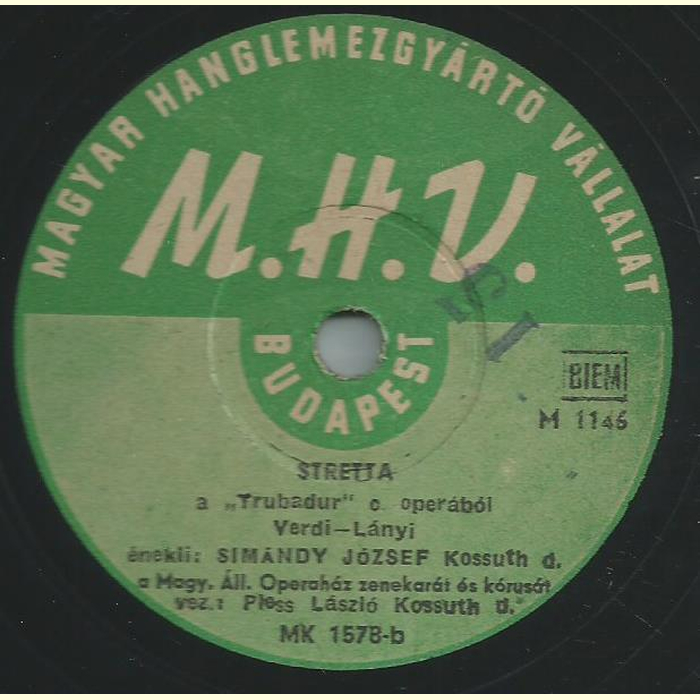 MAGYAR HANGLEMEZGYÁRTÓ VÁLLALAT
M.H.V.
BUDAPEST
BIEM
M 1146
STRETTA
a „Trubadur" c. operából
Verdi—Lányi
énekli: SIMÁNDY JÓZSEF Kossuth d.
a Magy. Áll. Operaház zenekarát és kórusát
vez.: Pless László Kossuth d.
MK 1578-b